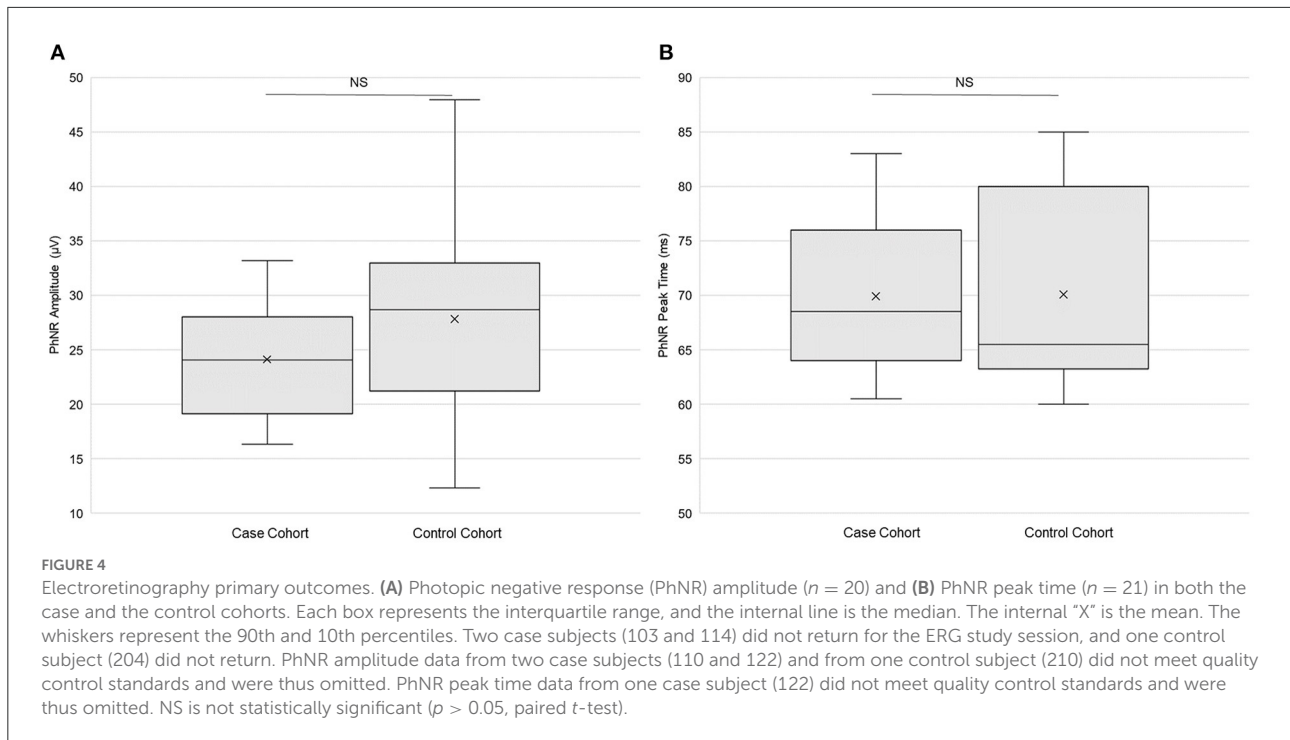 A
NS
50
45
40
35
30
25
20
15
10
PhNR Amplitude (µV)
Case Cohort
Control Cohort
B
NS
90
85
80
75
70
65
60
55
50
PhNR Peak Time (ms)
Case Cohort
Control Cohort
FIGURE 4
Electroretinography primary outcomes. (A) Photopic negative response (PhNR) amplitude (n = 20) and (B) PhNR peak time (n = 21) in both the
case and the control cohorts. Each box represents the interquartile range, and the internal line is the median. The internal “X” is the mean. The
whiskers represent the 90th and 10th percentiles. Two case subjects (103 and 114) did not return for the ERG study session, and one control
subject (204) did not return. PhNR amplitude data from two case subjects (110 and 122) and from one control subject (210) did not meet quality
control standards and were thus omitted. PhNR peak time data from one case subject (122) did not meet quality control standards and were
thus omitted. NS is not statistically significant (p > 0.05, paired t-test).